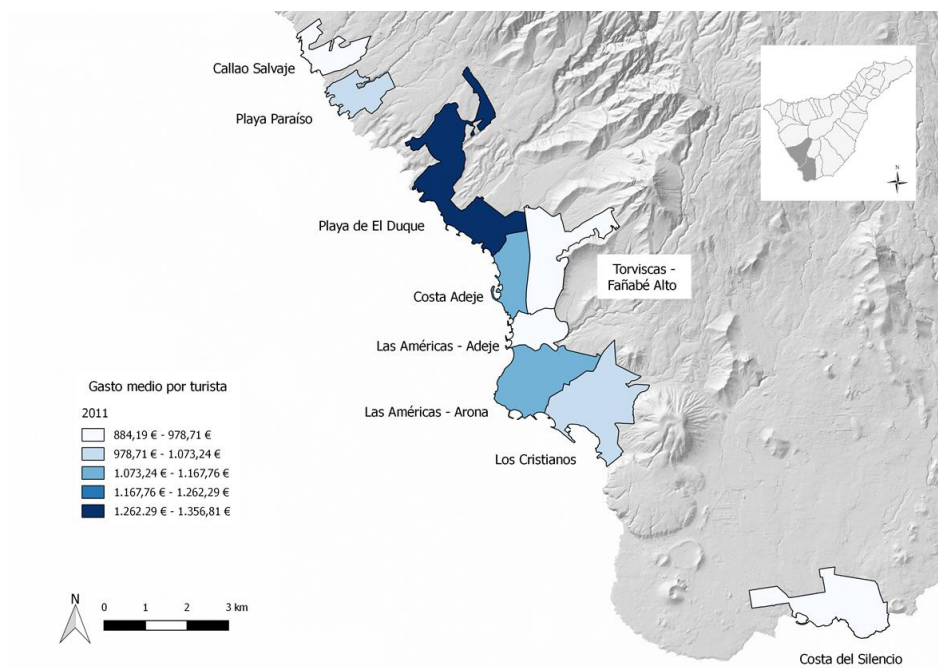 Callao Salvaje
Playa Paraíso
Playa de El Duque
Torviscas -
Fañabé Alto
Costa Adeje
Las Américas - Adeje
Las Américas - Arona
Los Cristianos
Costa del Silencio
Gasto medio por turista
2011
884,19 € - 978,71 €
978,71 € - 1.073,24 €
1.073,24 € - 1.167,76 €
1.167,76 € - 1.262,29 €
1.262.29 € - 1.356,81 €
N
0 1 2 3 km
N